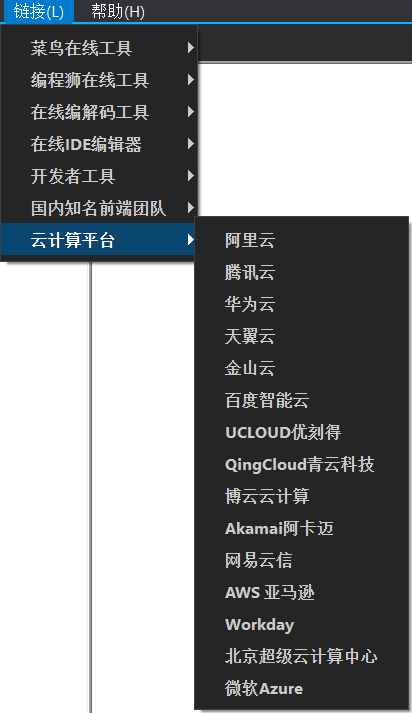 链接(L) 帮助(H)
菜鸟在线工具
编程狮在线工具
在线编解码工具
在线IDE编辑器
开发者工具
国内知名前端团队
云计算平台
阿里云
腾讯云
华为云
天翼云
金山云
百度智能云
UCLOUD优刻得
QingCloud青云科技
博云云计算
Akamai阿卡迈
网易云信
AWS 亚马逊
Workday
北京超级云计算中心
微软Azure